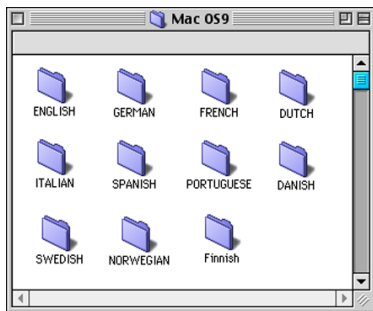 Mac OS9
ENGLISH GERMAN FRENCH DUTCH
ITALIAN SPANISH PORTUGUESE DANISH
SWEDISH NORWEGIAN Finnish